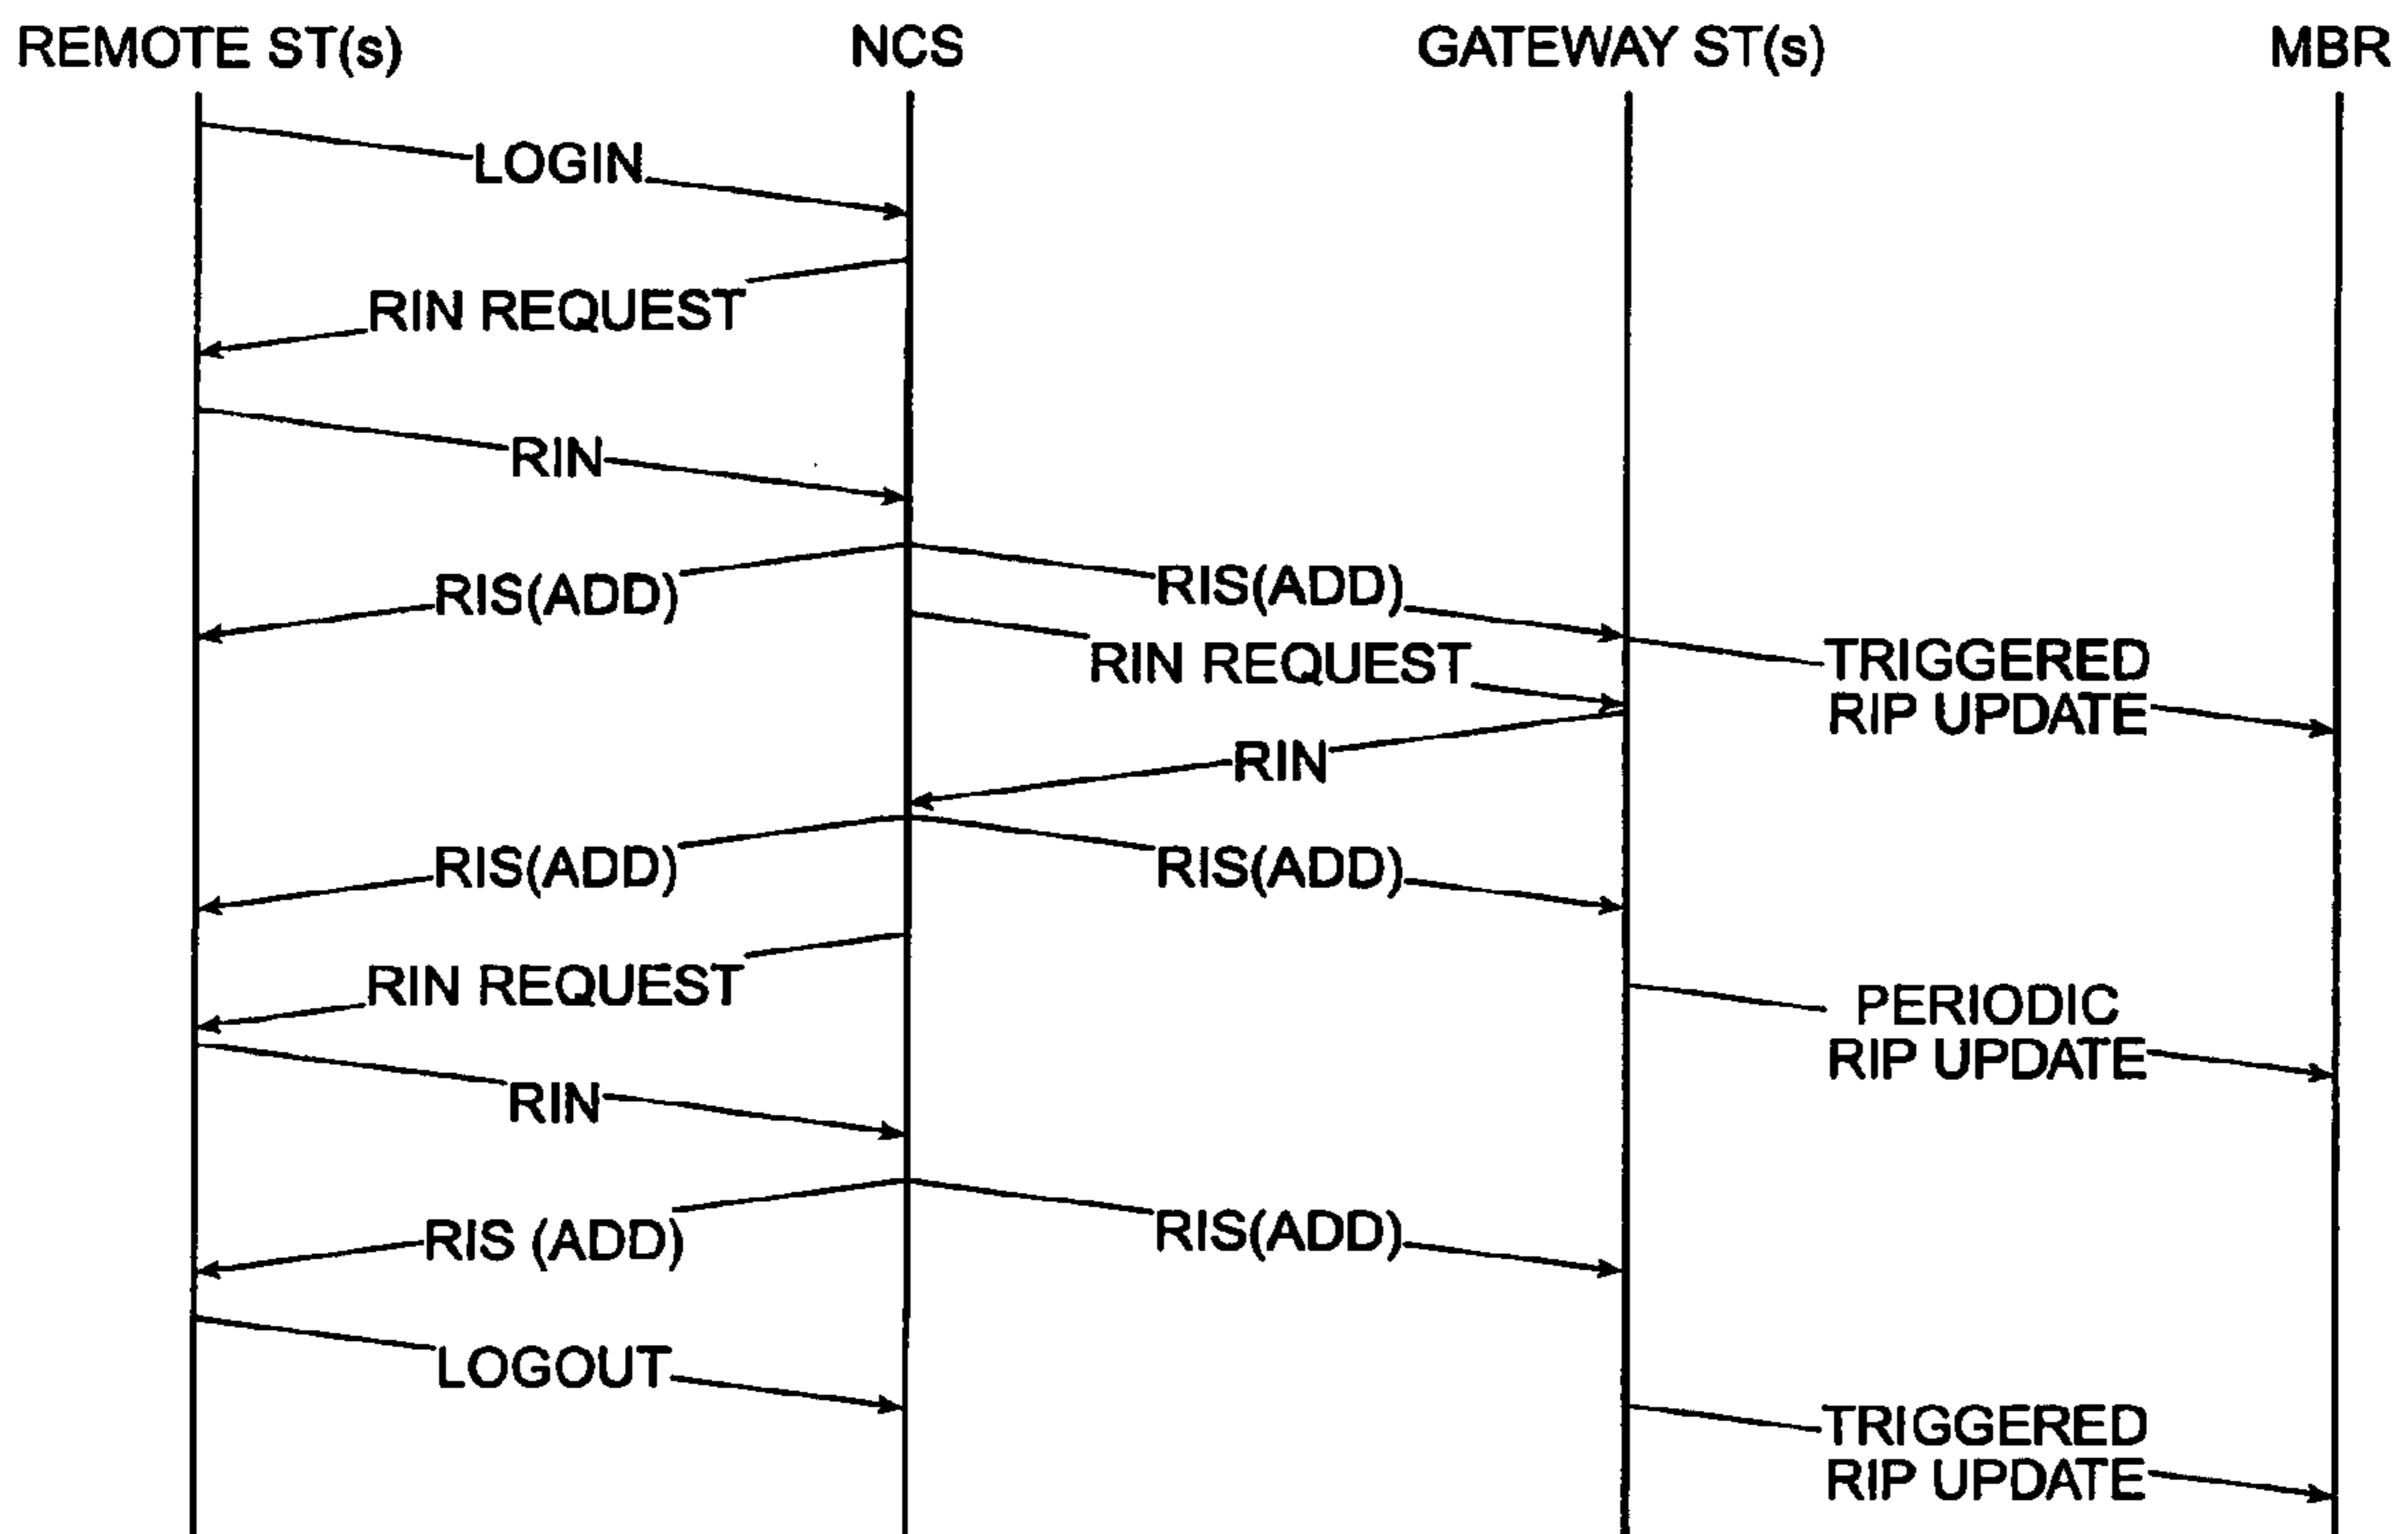 REMOTE ST(s)
NCS
GATEWAY ST(s)
MBR
LOGIN
RIN REQUEST
RIN
RIS(ADD)
RIS(ADD)
RIN REQUEST
TRIGGERED
RIP UPDATE
RIN
RIS(ADD)
RIS(ADD)
RIN REQUEST
PERIODIC
RIP UPDATE
RIN
RIS (ADD)
RIS(ADD)
LOGOUT
TRIGGERED
RIP UPDATE